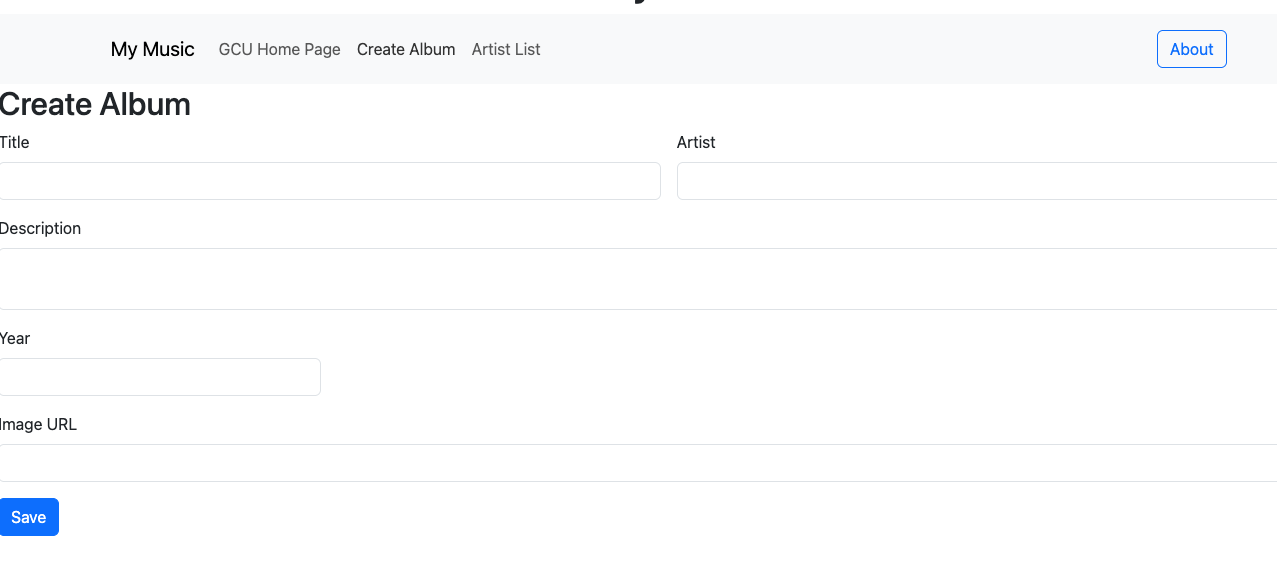 My Music GCU Home Page Create Album Artist List About
Create Album
Title Artist
Description
Year
Image URL
Save